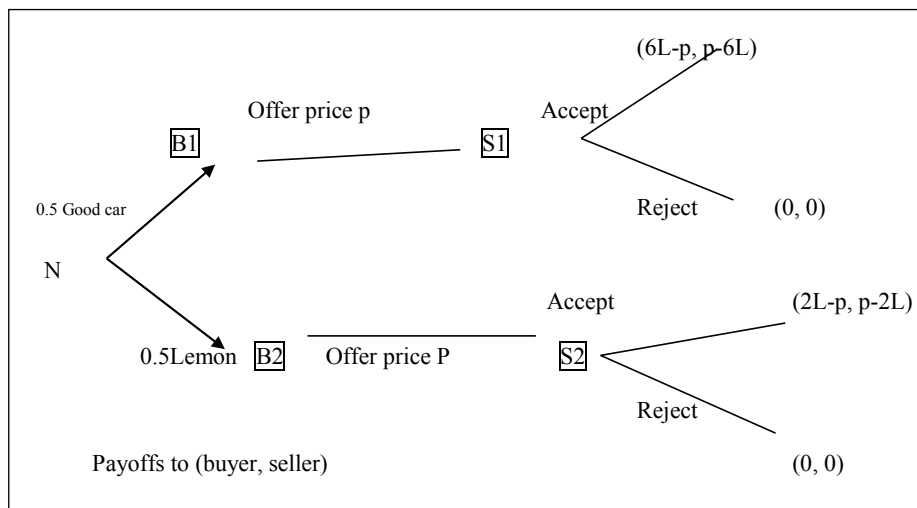 (6L-p, p-6L)
Offer price p
Accept
B1
S1
0.5 Good car
Reject
(0, 0)
N
Accept
(2L-p, p-2L)
0.5Lemon
B2
Offer price P
S2
Reject
Payoffs to (buyer, seller)
(0, 0)